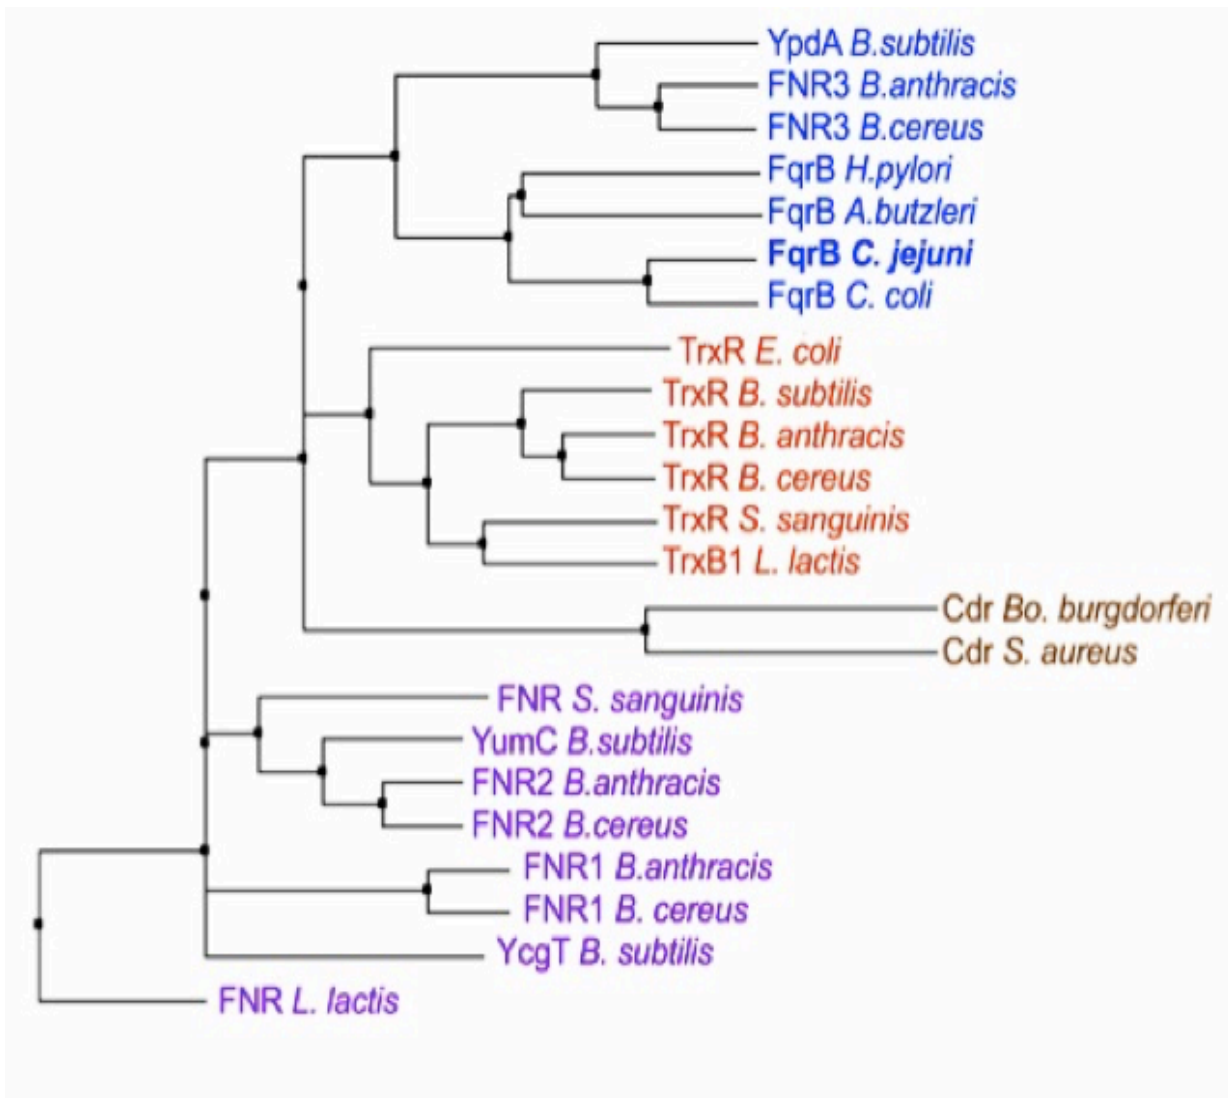 YpdA B.subtilis
FNR3 B.anthracis
FNR3 B.cereus
FqrB H.pylori
FqrB A.butzleri
FqrB C. jejuni
FqrB C. coli
TrxR E. coli
TrxR B. subtilis
TrxR B. anthracis
TrxR B. cereus
TrxR S. sanguinis
TrxB1 L. lactis
Cdr Bo. burgdorferi
Cdr S. aureus
FNR S. sanguinis
YumC B.subtilis
FNR2 B.anthracis
FNR2 B.cereus
FNR1 B.anthracis
FNR1 B. cereus
YcgT B. subtilis
FNR L. lactis